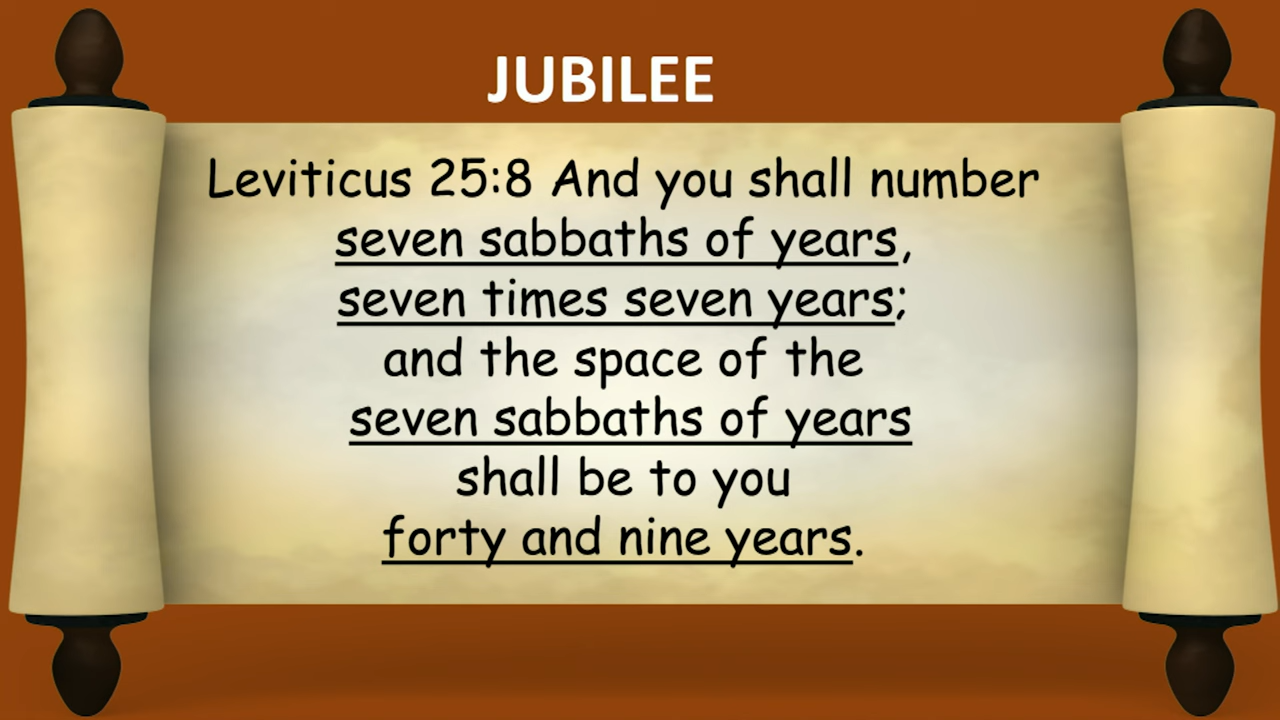 JUBILEE
Leviticus 25:8 And you shall number
seven sabbaths of years,
seven times seven years;
and the space of the
seven sabbaths of years
shall be to you
forty and nine years.